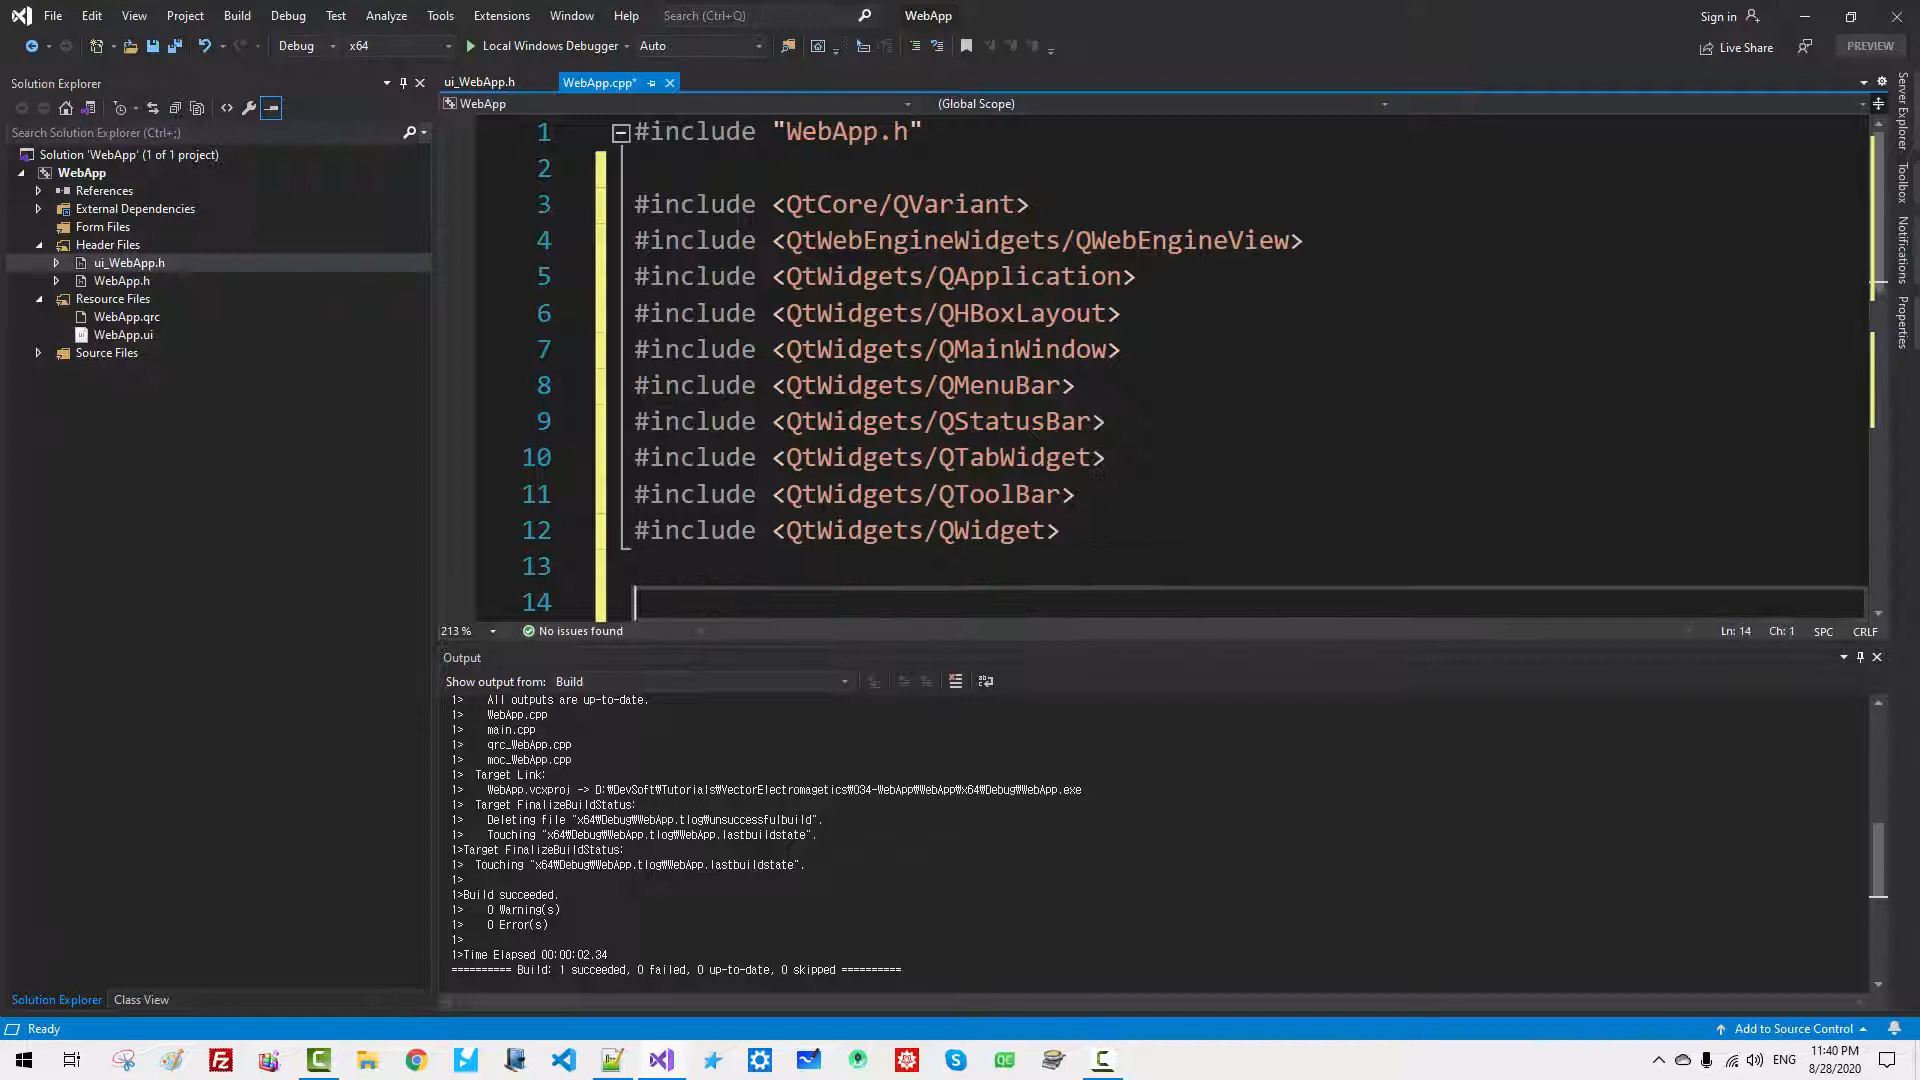 File Edit View Project Build Debug Test Analyze Tools Extensions Window Help Search (Ctrl+Q) WebApp Sign in
Debug x64 Local Windows Debugger Auto Live Share PREVIEW
Solution Explorer
Search Solution Explorer (Ctrl+;)
Solution 'WebApp' (1 of 1 project)
WebApp
References
External Dependencies
Form Files
Header Files
ui_WebApp.h
WebApp.h
Resource Files
WebApp.qrc
WebApp.ui
Source Files
Solution Explorer Class View
ui_WebApp.h WebApp.cpp*
WebApp (Global Scope)
1 #include "WebApp.h"
2
3 #include <QtCore/QVariant>
4 #include <QtWebEngineWidgets/QWebEngineView>
5 #include <QtWidgets/QApplication>
6 #include <QtWidgets/QHBoxLayout>
7 #include <QtWidgets/QMainWindow>
8 #include <QtWidgets/QMenuBar>
9 #include <QtWidgets/QStatusBar>
10 #include <QtWidgets/QTabWidget>
11 #include <QtWidgets/QToolBar>
12 #include <QtWidgets/QWidget>
13
14
213 % No issues found Ln: 14 Ch: 1 SPC CRLF
Output
Show output from: Build
1> All outputs are up-to-date.
1> WebApp.cpp
1> main.cpp
1> qrc_WebApp.cpp
1> moc_WebApp.cpp
1> Target Link:
1> WebApp.vcxproj -> D:₩DevSoft₩Tutorials₩VectorElectromagetics₩034-WebApp₩WebApp₩x64₩Debug₩WebApp.exe
1> Target FinalizeBuildStatus:
1> Deleting file "x64₩Debug₩WebApp.tlog₩unsuccessfulbuild".
1> Touching "x64₩Debug₩WebApp.tlog₩WebApp.lastbuildstate".
1>Target FinalizeBuildStatus:
1> Touching "x64₩Debug₩WebApp.tlog₩WebApp.lastbuildstate".
1>
1>Build succeeded.
1> 0 Warning(s)
1> 0 Error(s)
1>
1>Time Elapsed 00:00:02.34
========== Build: 1 succeeded, 0 failed, 0 up-to-date, 0 skipped ==========
Server Explorer
Toolbox
Notifications
Properties
Ready Add to Source Control
ENG 11:40 PM
8/28/2020